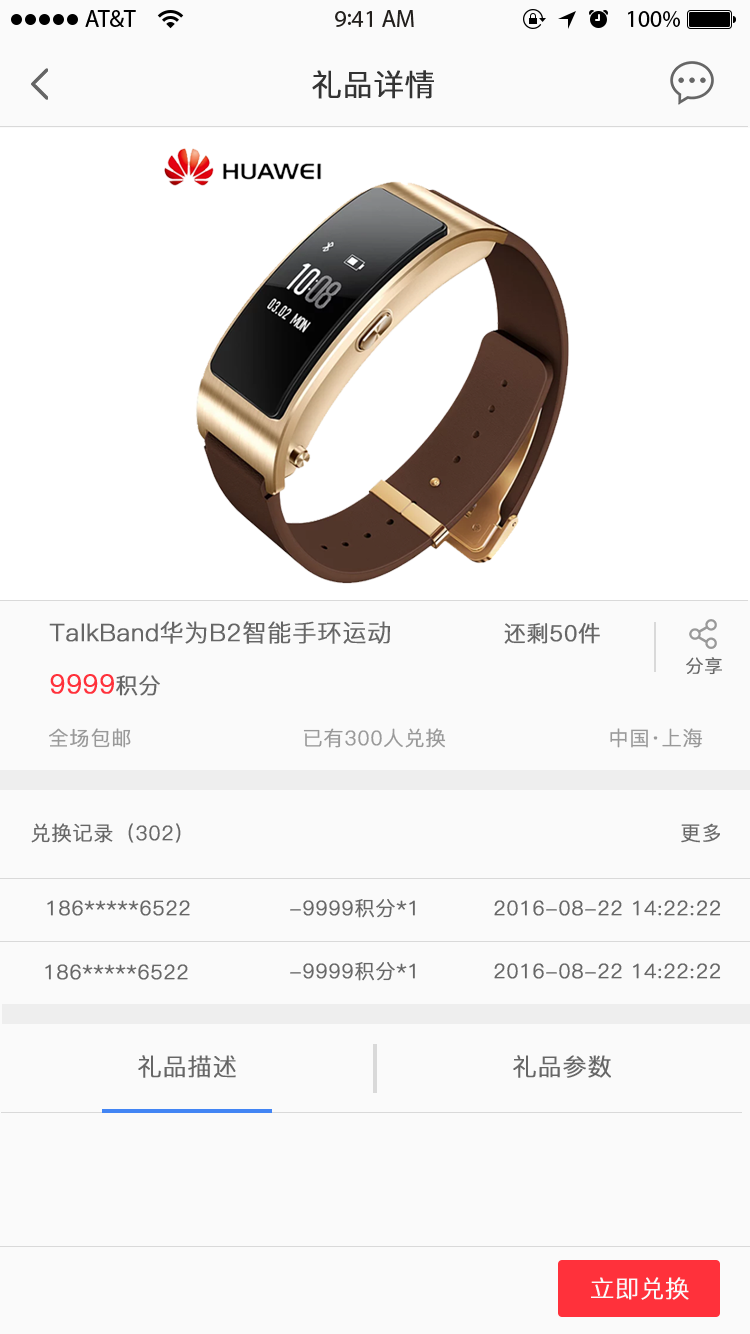 AT&T 9:41 AM 100%
礼品详情
HUAWEI
10:08
03.02 MON
TalkBand华为B2智能手环运动 还剩50件
分享
9999积分
全场包邮 已有300人兑换 中国·上海
兑换记录（302） 更多
186*****6522 -9999积分*1 2016-08-22 14:22:22
186*****6522 -9999积分*1 2016-08-22 14:22:22
礼品描述 礼品参数
立即兑换